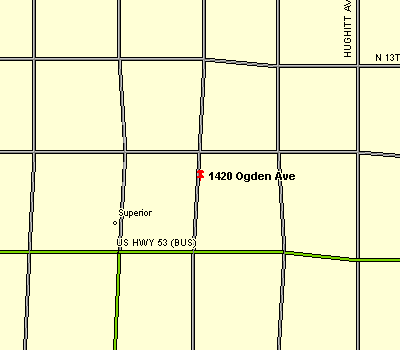 HUGHITT AV
N 13T
1420 Ogden Ave
Superior
US HWY 53 (BUS)